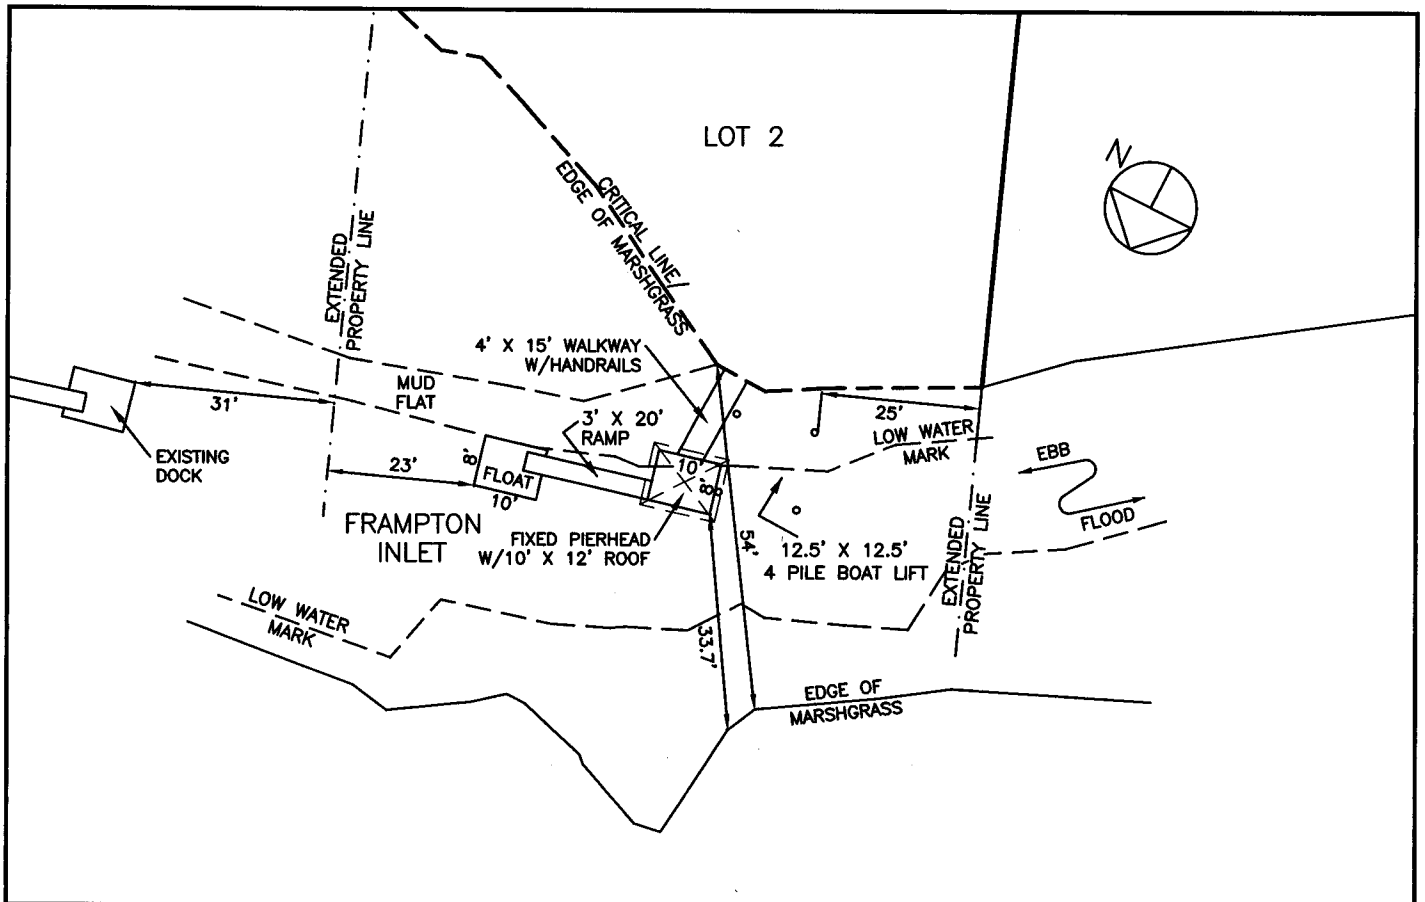 LOT 2
N
CRITICAL LINE/
EDGE OF MARSHGRASS
EXTENDED
PROPERTY LINE
4' X 15' WALKWAY
W/HANDRAILS
MUD
FLAT
31'
3' X 20'
RAMP
25'
LOW WATER
MARK
EBB
FLOOD
EXISTING
DOCK
23'
8'
FLOAT
10'
10'
8'
FRAMPTON
INLET
FIXED PIERHEAD
W/10' X 12' ROOF
54'
12.5' X 12.5'
4 PILE BOAT LIFT
EXTENDED
PROPERTY LINE
LOW WATER
MARK
33.7'
EDGE OF
MARSHGRASS